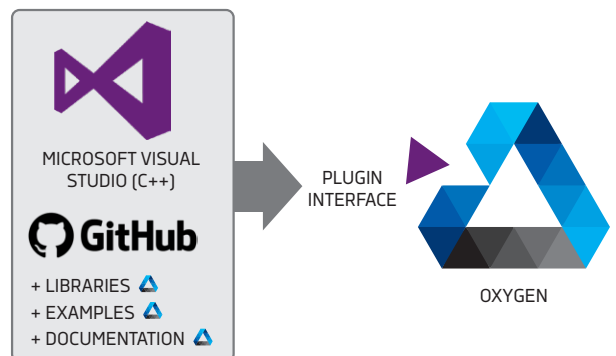 MICROSOFT VISUAL
STUDIO (C++)
GitHub
+ LIBRARIES
+ EXAMPLES
+ DOCUMENTATION
PLUGIN
INTERFACE
OXYGEN